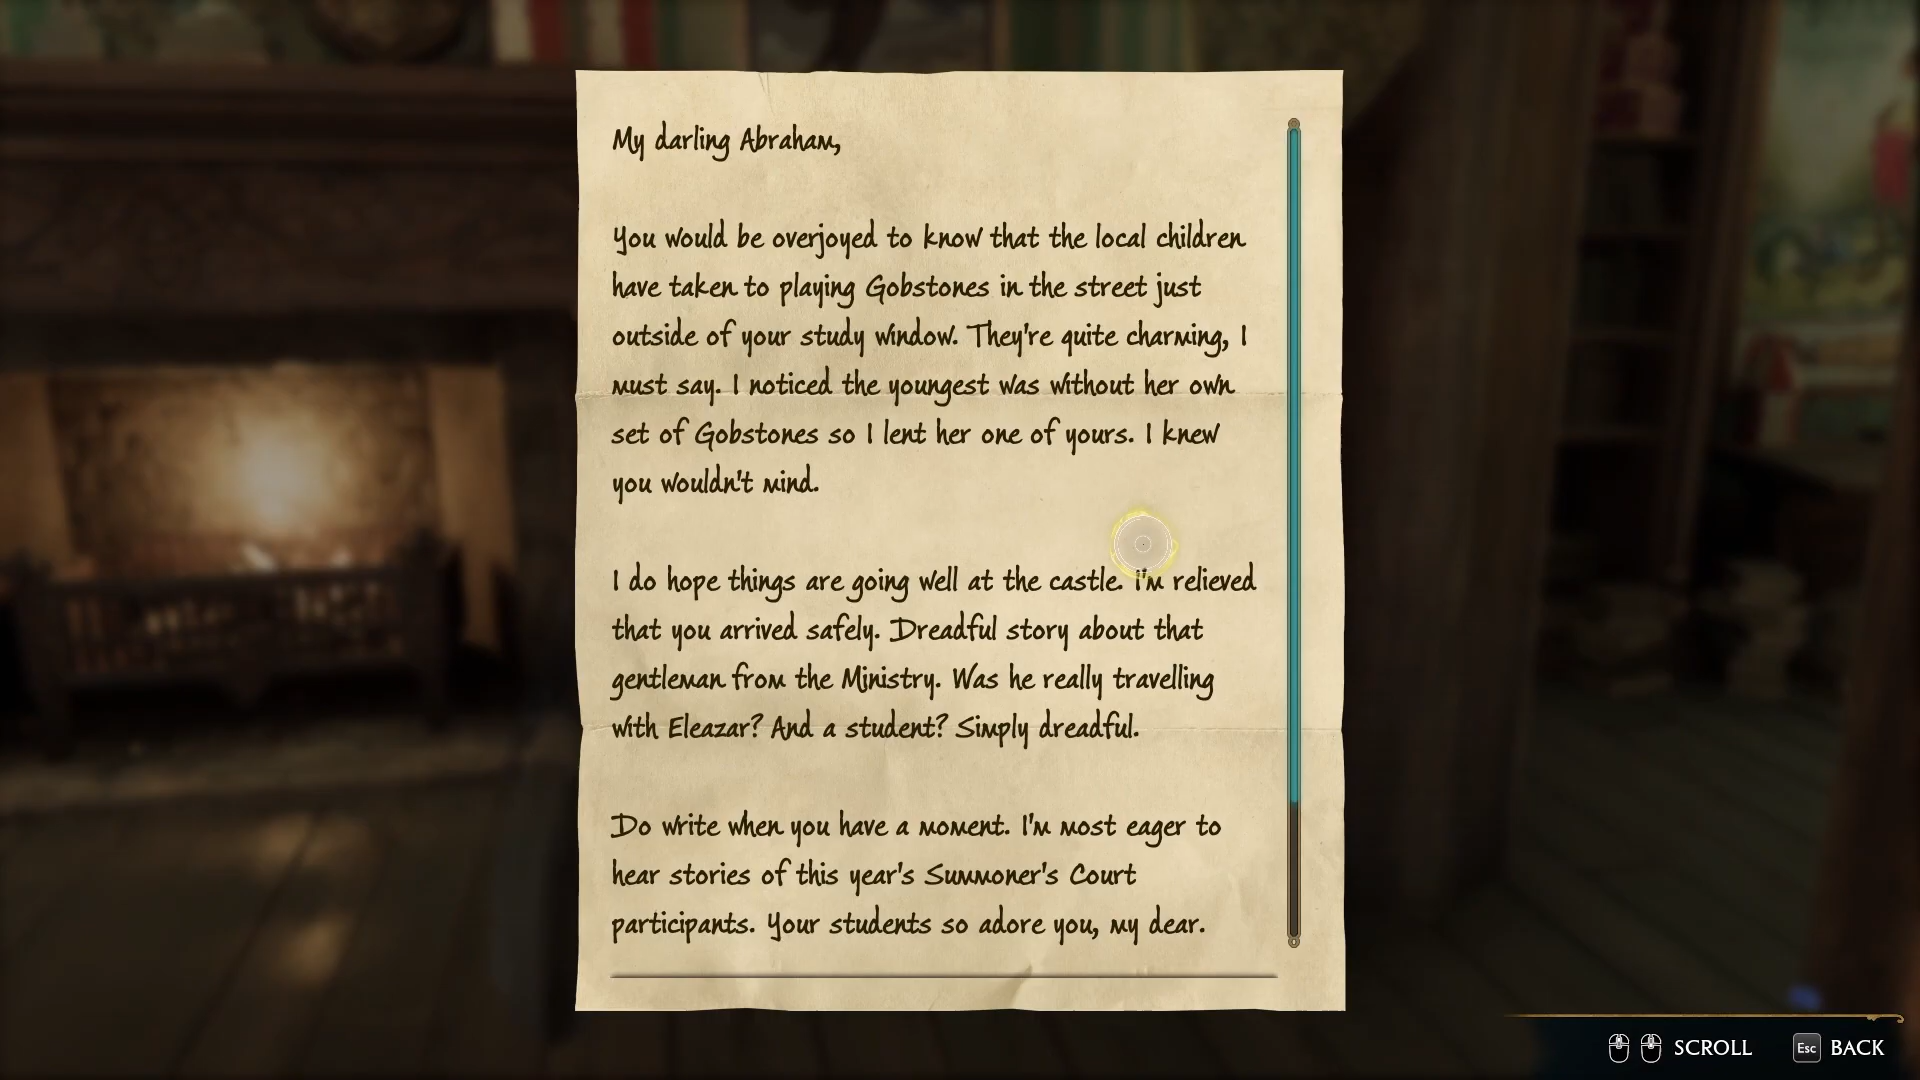 My darling Abraham,
You would be overjoyed to know that the local children
have taken to playing Gobstones in the street just
outside of your study window. They're quite charming, I
must say. I noticed the youngest was without her own
set of Gobstones so I lent her one of yours. I knew
you wouldn't mind.
I do hope things are going well at the castle. I'm relieved
that you arrived safely. Dreadful story about that
gentleman from the Ministry. Was he really travelling
with Eleazar? And a student? Simply dreadful.
Do write when you have a moment. I'm most eager to
hear stories of this year's Summoner's Court
participants. Your students so adore you, my dear.
SCROLL Esc BACK